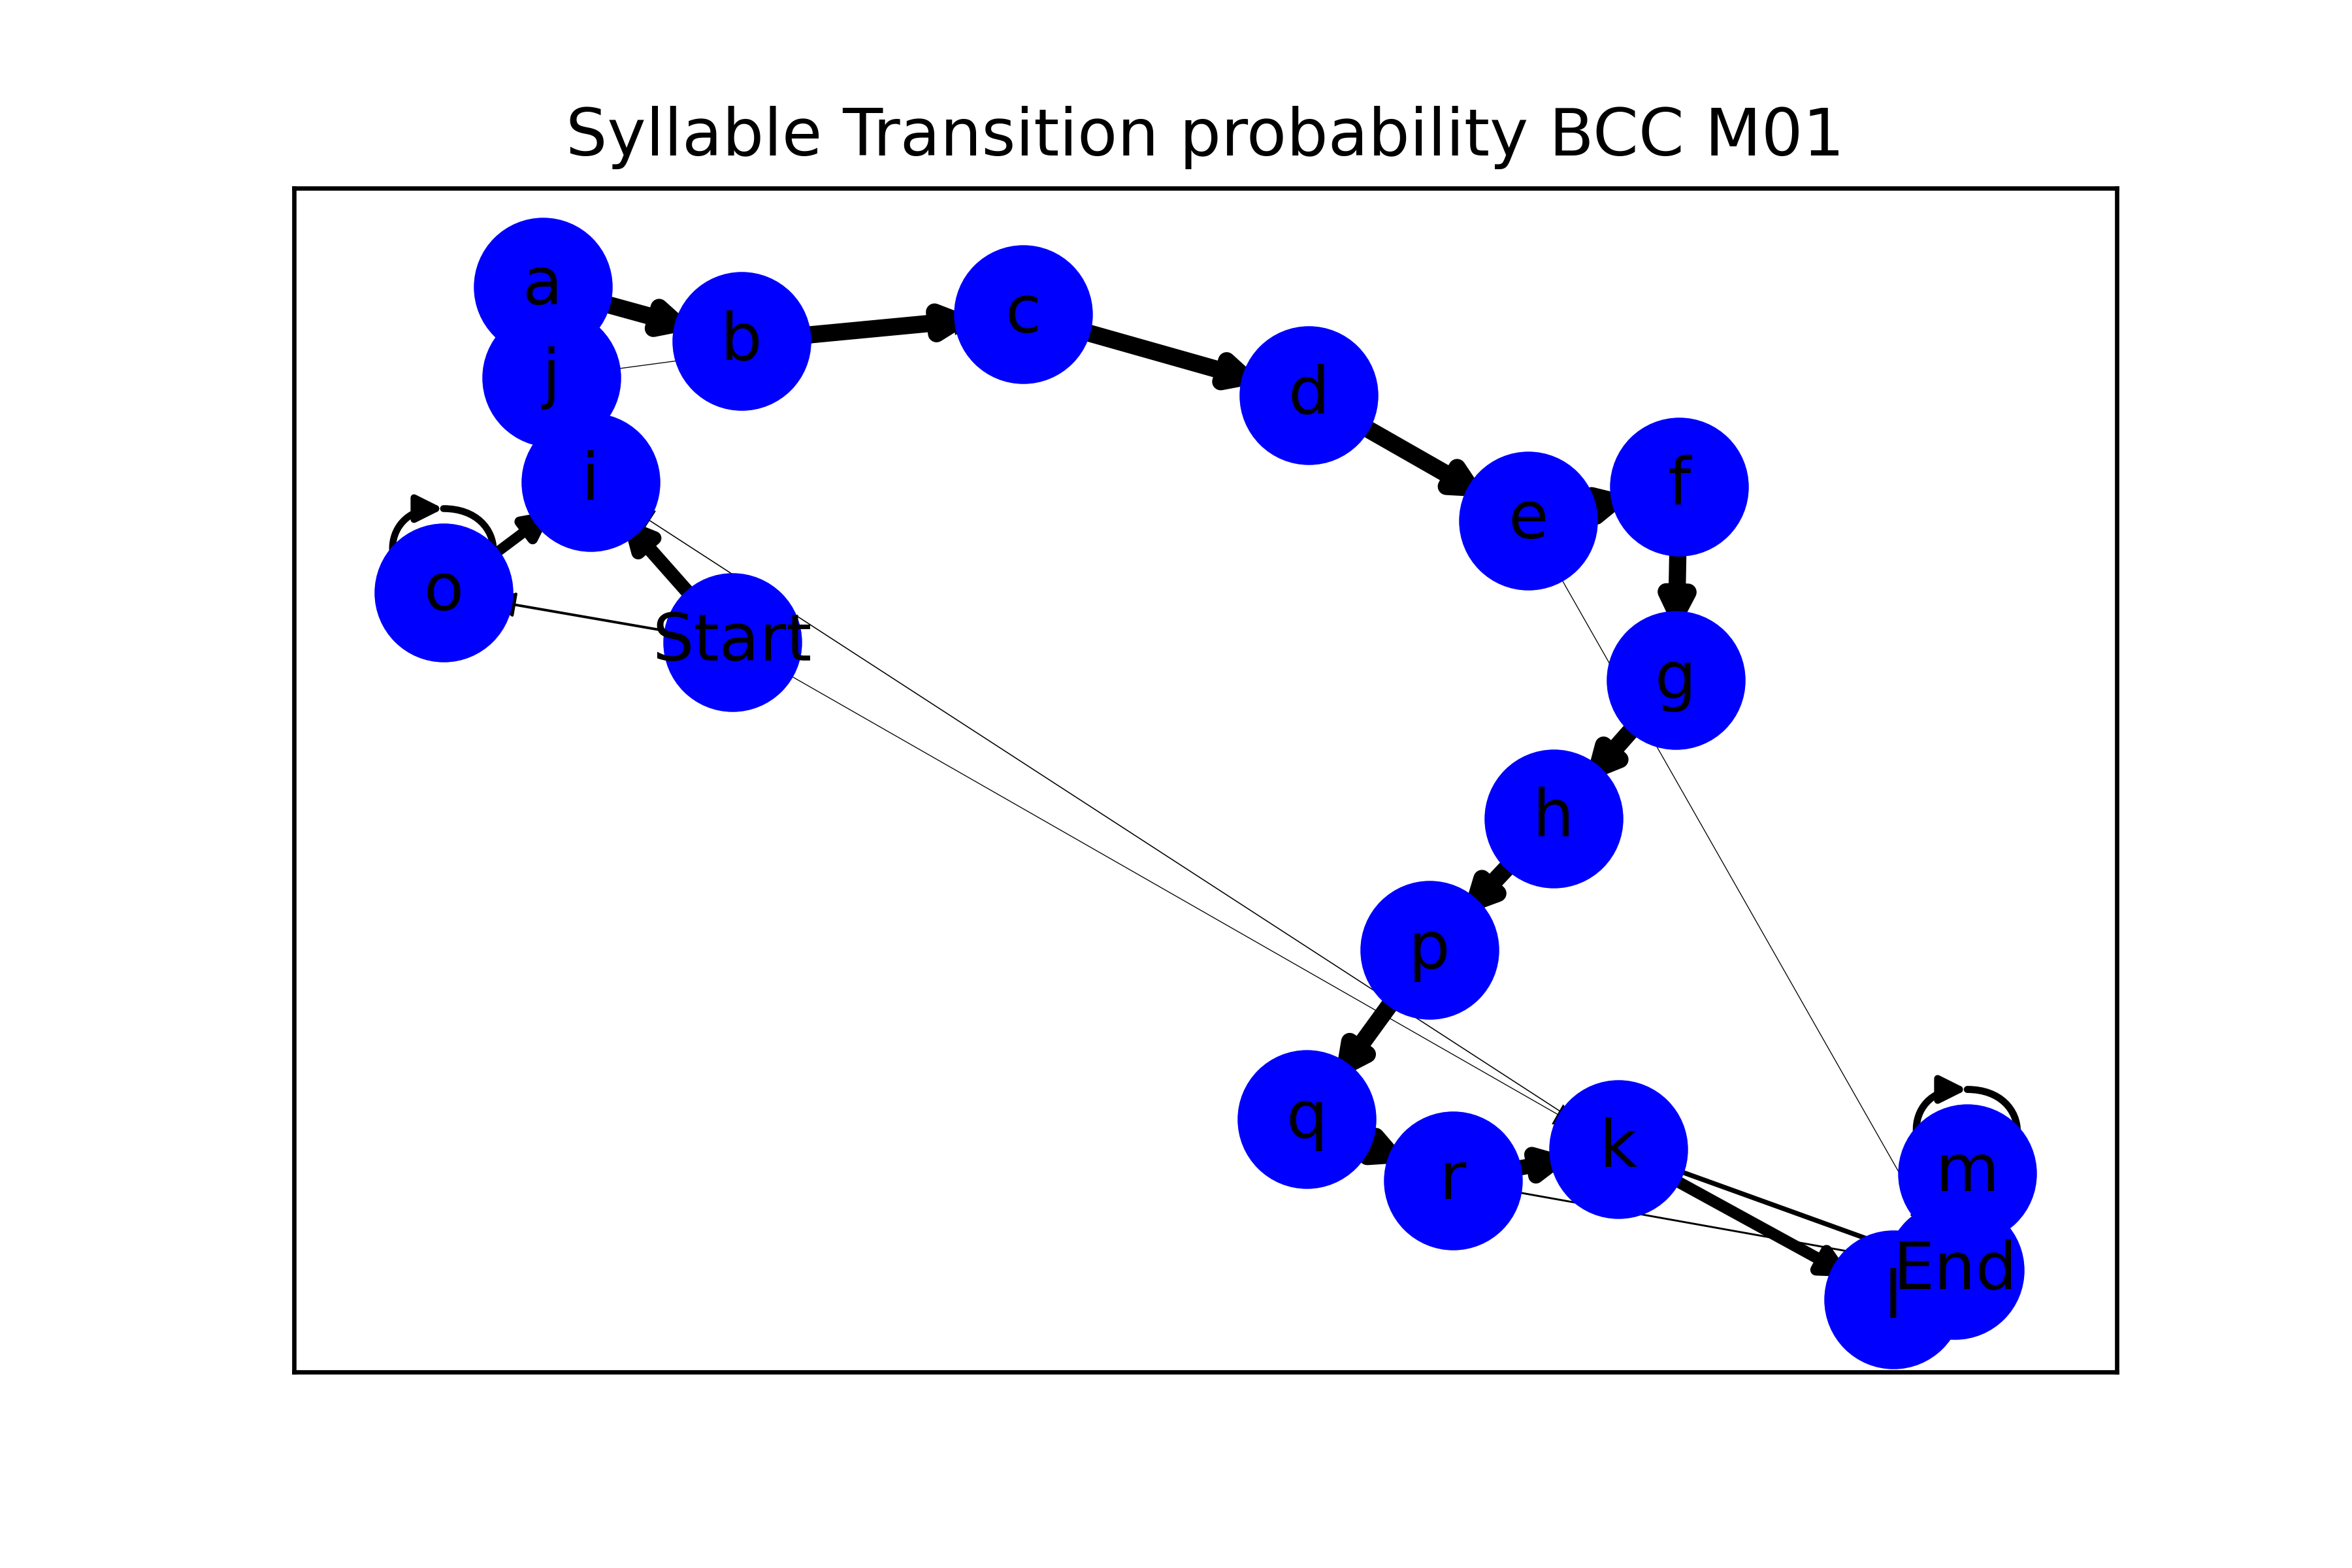 Syllable Transition probability BCC M01
a
b
c
j
d
i
f
e
o
Start
g
h
p
q
k
r
m
End
l